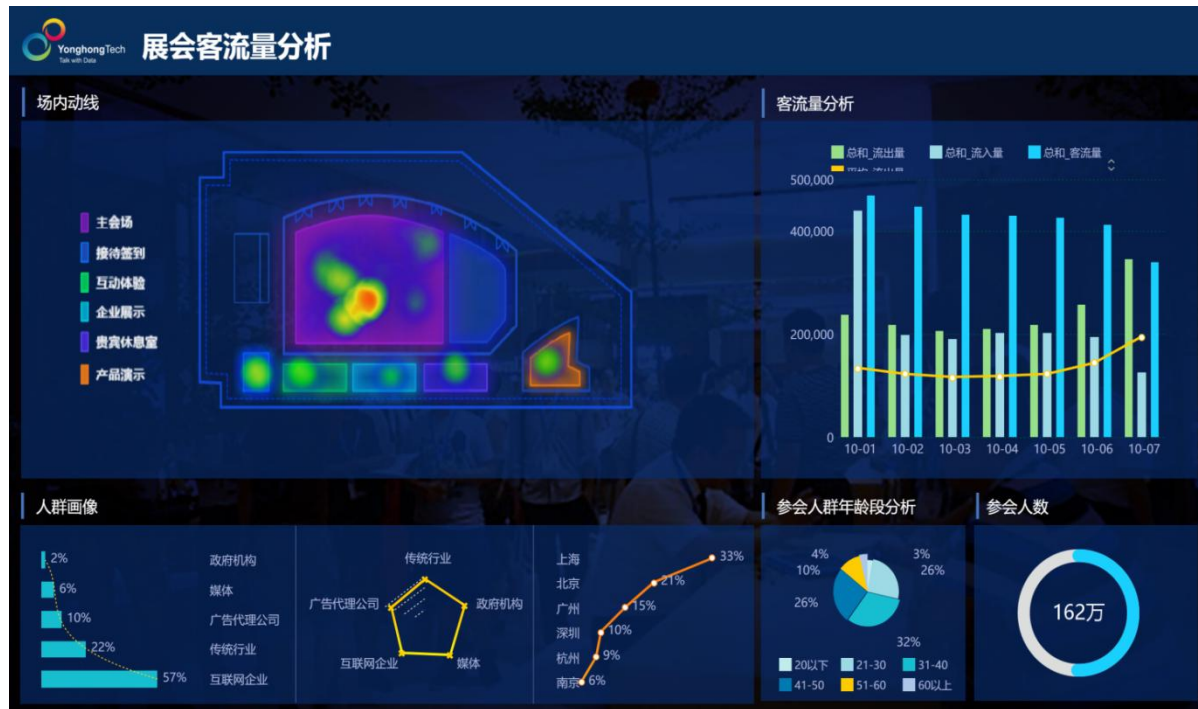 YonghongTech
Talk with Data
展会客流量分析
场内动线
主会场
接待签到
互动体验
企业展示
贵宾休息室
产品演示
客流量分析
总和_流出量 总和_流入量 总和_客流量
500,000
400,000
200,000
0
10-01 10-02 10-03 10-04 10-05 10-06 10-07
人群画像
2% 政府机构
6% 媒体
10% 广告代理公司
22% 传统行业
57% 互联网企业
传统行业
广告代理公司 政府机构
互联网企业 媒体
上海 33%
北京 21%
广州 15%
深圳 10%
杭州 9%
南京 6%
参会人群年龄段分析
4% 3%
10% 26%
26%
32%
20以下 21-30 31-40
41-50 51-60 60以上
参会人数
162万